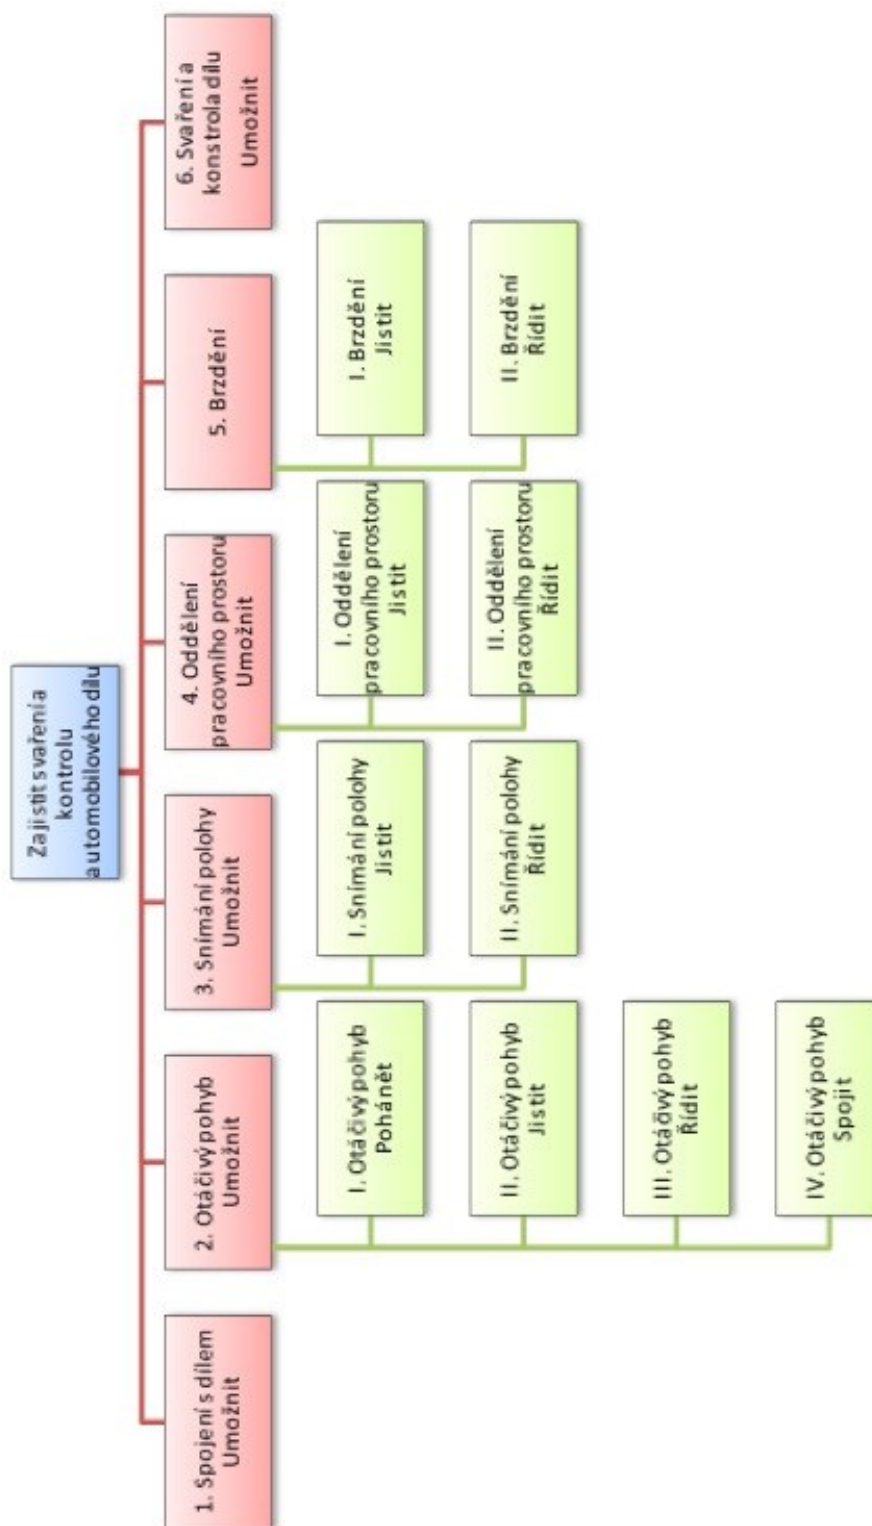 Zajistit svaření a
kontrolu
automobilového dílu
1. Spojení s dílem
Umožnit
2. Otáčivý pohyb
Umožnit
I. Otáčivý pohyb
Pohánět
II. Otáčivý pohyb
Jistit
III. Otáčivý pohyb
Řídit
IV. Otáčivý pohyb
Spojit
3. Snímání polohy
Umožnit
I. Snímání polohy
Jistit
II. Snímání polohy
Řídit
4. Oddělení
pracovního prostoru
Umožnit
I. Oddělení
pracovního prostoru
Jistit
II. Oddělení
pracovního prostoru
Řídit
5. Brzdění
I. Brzdění
Jistit
II. Brzdění
Řídit
6. Svaření a
konstrola dílu
Umožnit